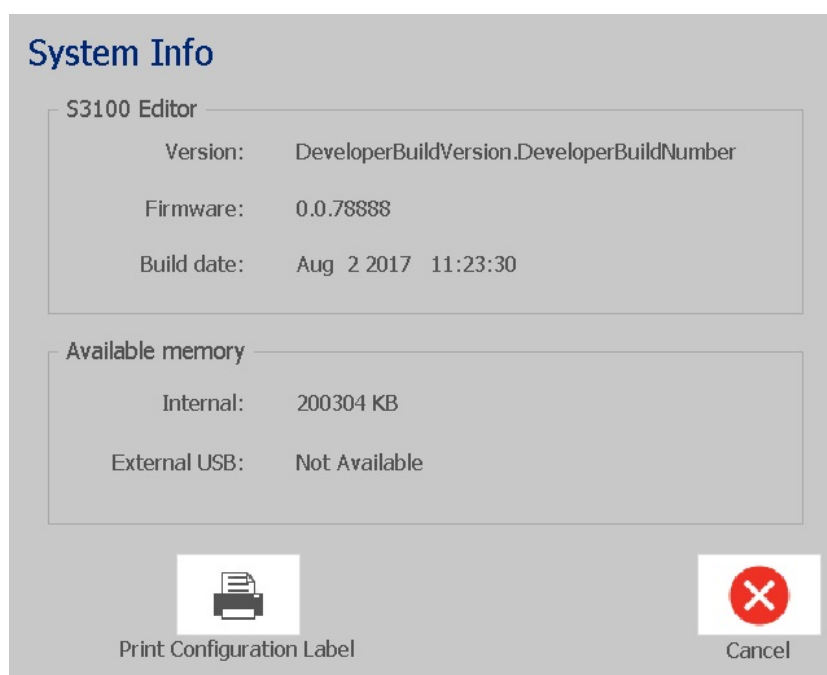 System Info
S3100 Editor
Version: DeveloperBuildVersion.DeveloperBuildNumber
Firmware: 0.0.78888
Build date: Aug 2 2017 11:23:30
Available memory
Internal: 200304 KB
External USB: Not Available
Print Configuration Label
Cancel